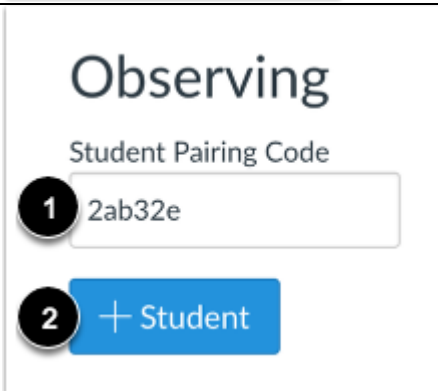 Observing
Student Pairing Code
1 2ab32e
2 + Student